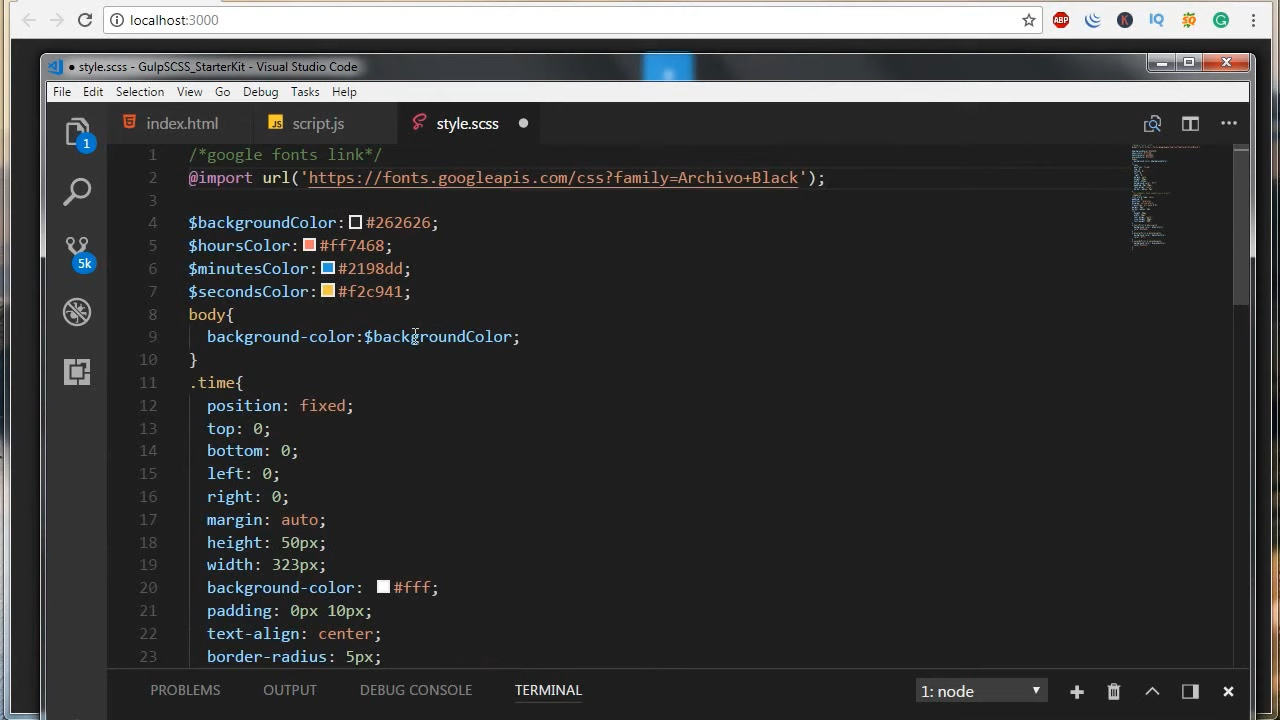 localhost:3000
ABP
K
IQ
style.scss - GulpSCSS_StarterKit - Visual Studio Code
File Edit Selection View Go Debug Tasks Help
index.html JS script.js style.scss
1
5k
1 /*google fonts link*/
2 @import url('https://fonts.googleapis.com/css?family=Archivo+Black');
3
4 $backgroundColor: #262626;
5 $hoursColor: #ff7468;
6 $minutesColor: #2198dd;
7 $secondsColor: #f2c941;
8 body{
9 background-color:$backgroundColor;
10 }
11 .time{
12 position: fixed;
13 top: 0;
14 bottom: 0;
15 left: 0;
16 right: 0;
17 margin: auto;
18 height: 50px;
19 width: 323px;
20 background-color: #fff;
21 padding: 0px 10px;
22 text-align: center;
23 border-radius: 5px;
PROBLEMS OUTPUT DEBUG CONSOLE TERMINAL 1: node